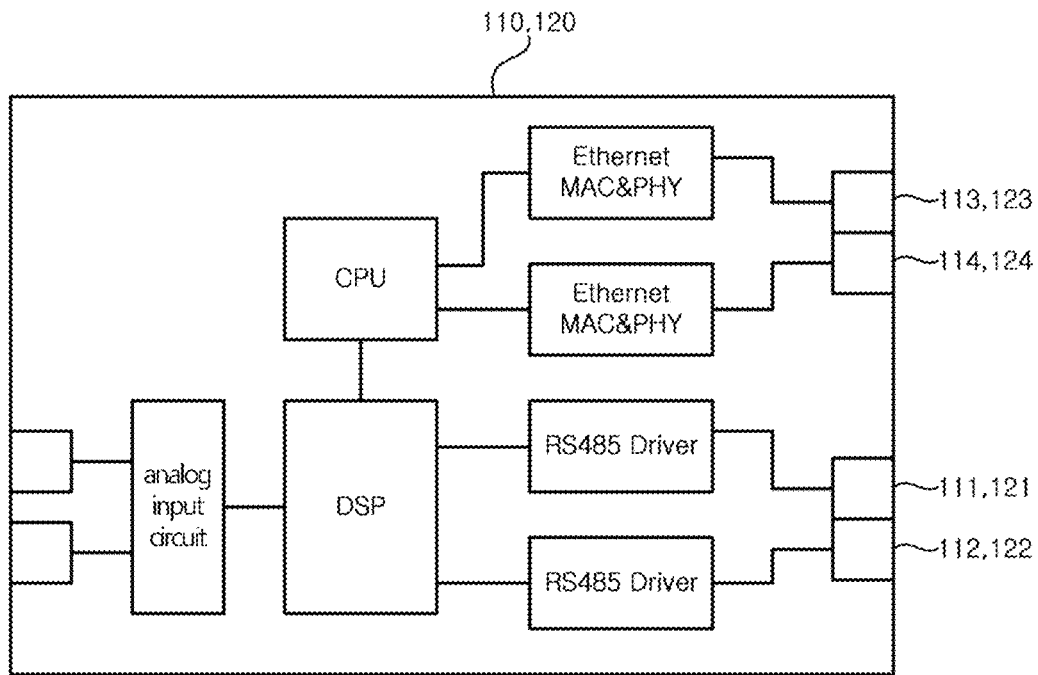 110,120
Ethernet
MAC&PHY
113,123
CPU
114,124
Ethernet
MAC&PHY
analog
input
circuit
DSP
RS485 Driver
111,121
RS485 Driver
112,122